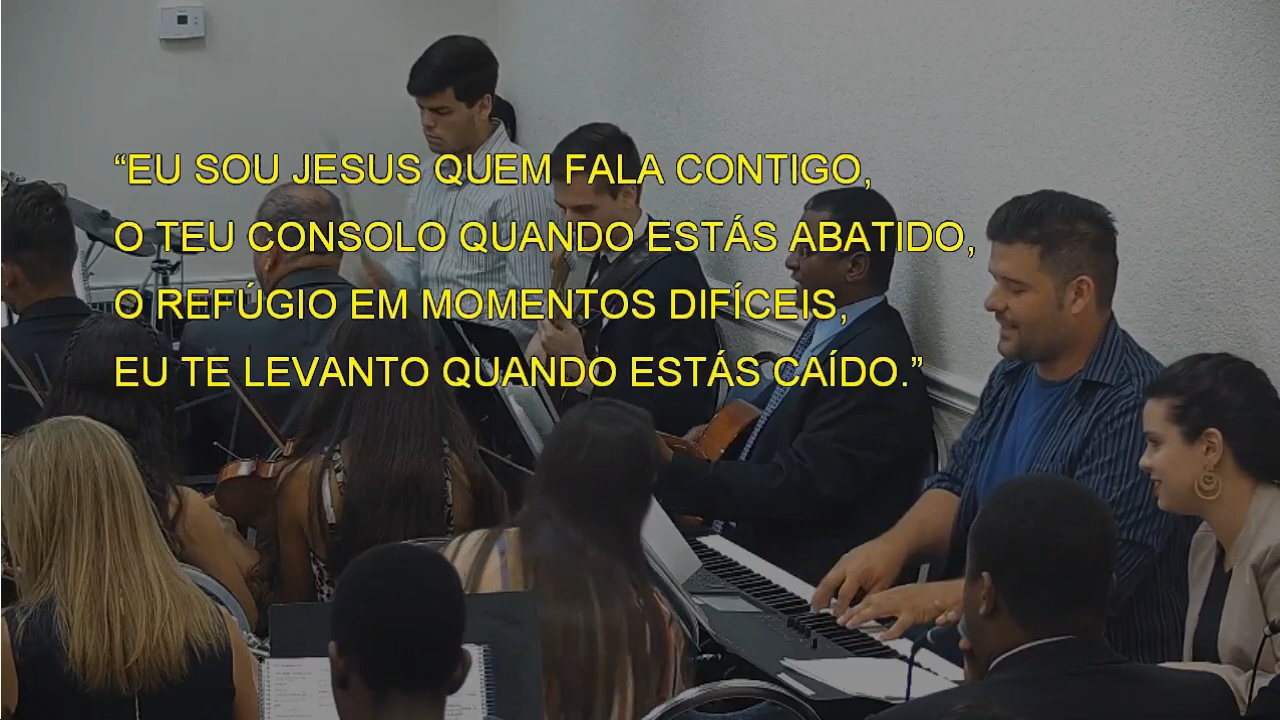 “EU SOU JESUS QUEM FALA CONTIGO,
O TEU CONSOLO QUANDO ESTÁS ABATIDO,
O REFÚGIO EM MOMENTOS DIFÍCEIS,
EU TE LEVANTO QUANDO ESTÁS CAÍDO.”